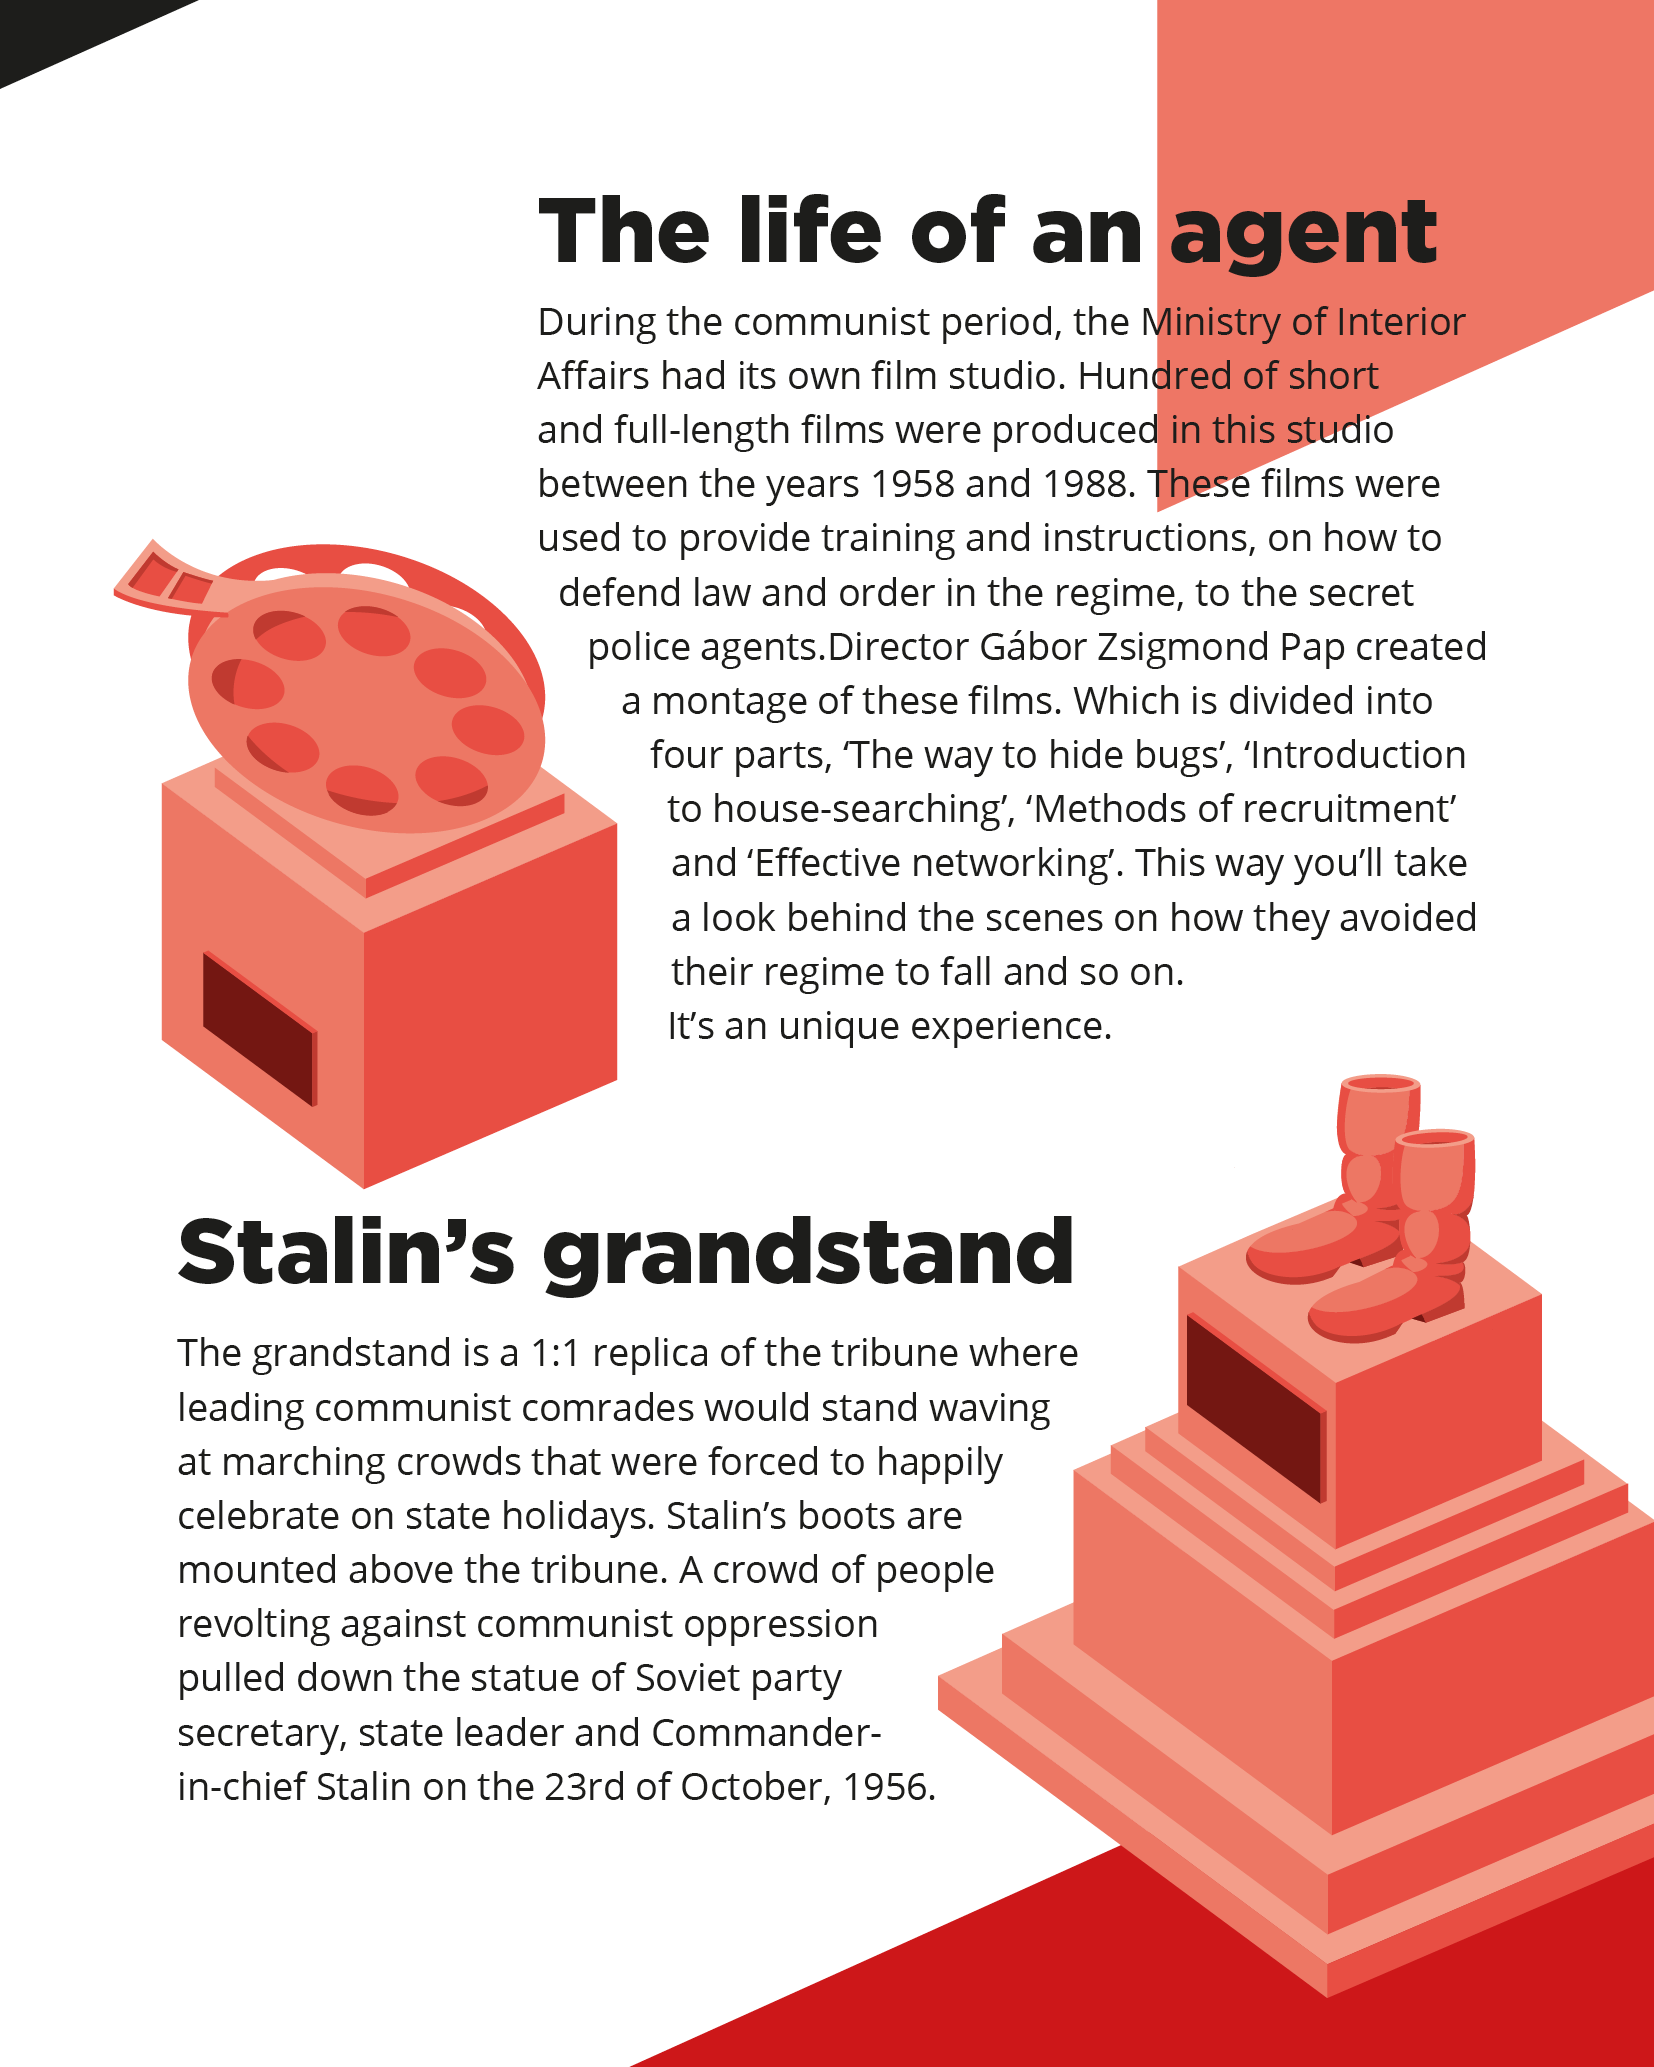 The life of an agent
During the communist period, the Ministry of Interior
Affairs had its own film studio. Hundred of short
and full-length films were produced in this studio
between the years 1958 and 1988. These films were
used to provide training and instructions, on how to
defend law and order in the regime, to the secret
police agents.Director Gábor Zsigmond Pap created
a montage of these films. Which is divided into
four parts, ‘The way to hide bugs’, ‘Introduction
to house-searching’, ‘Methods of recruitment’
and ‘Effective networking’. This way you’ll take
a look behind the scenes on how they avoided
their regime to fall and so on.
It’s an unique experience.
Stalin’s grandstand
The grandstand is a 1:1 replica of the tribune where
leading communist comrades would stand waving
at marching crowds that were forced to happily
celebrate on state holidays. Stalin’s boots are
mounted above the tribune. A crowd of people
revolting against communist oppression
pulled down the statue of Soviet party
secretary, state leader and Commander-
in-chief Stalin on the 23rd of October, 1956.